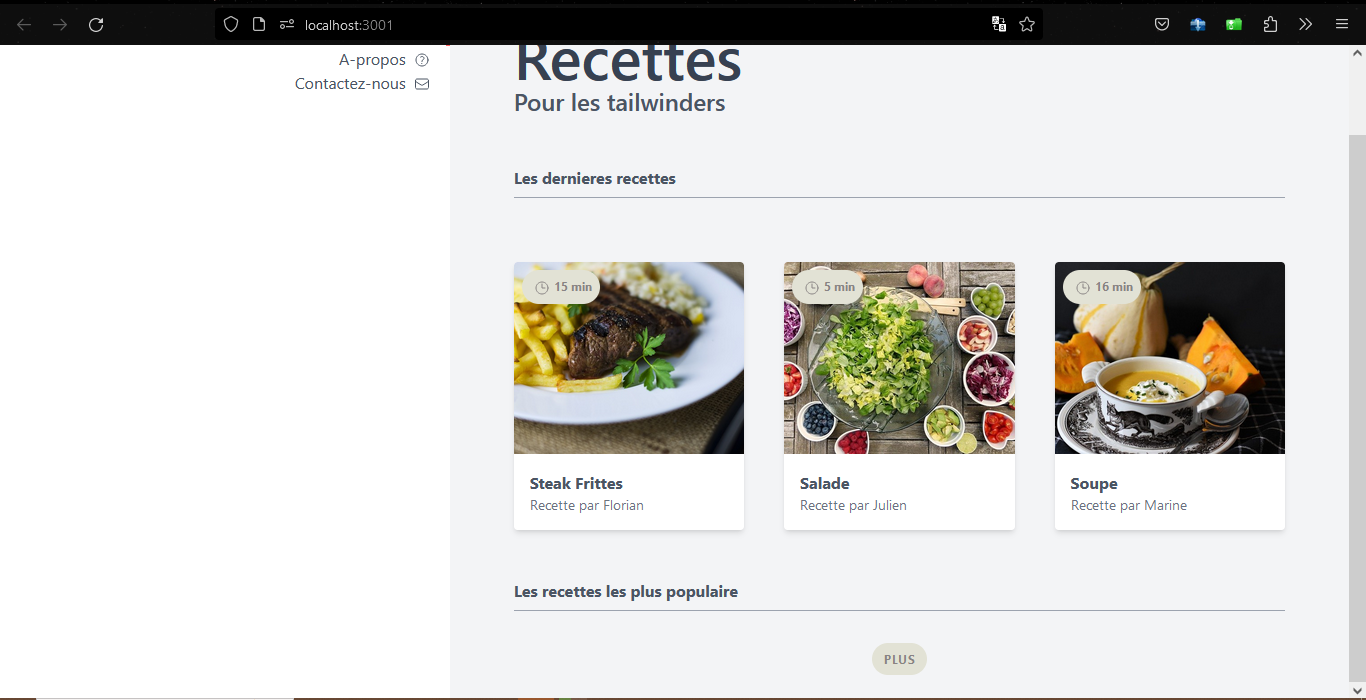 localhost:3001
A-propos
Contactez-nous
Recettes
Pour les tailwinders
Les dernieres recettes
15 min
5 min
16 min
Steak Frittes
Recette par Florian
Salade
Recette par Julien
Soupe
Recette par Marine
Les recettes les plus populaire
PLUS